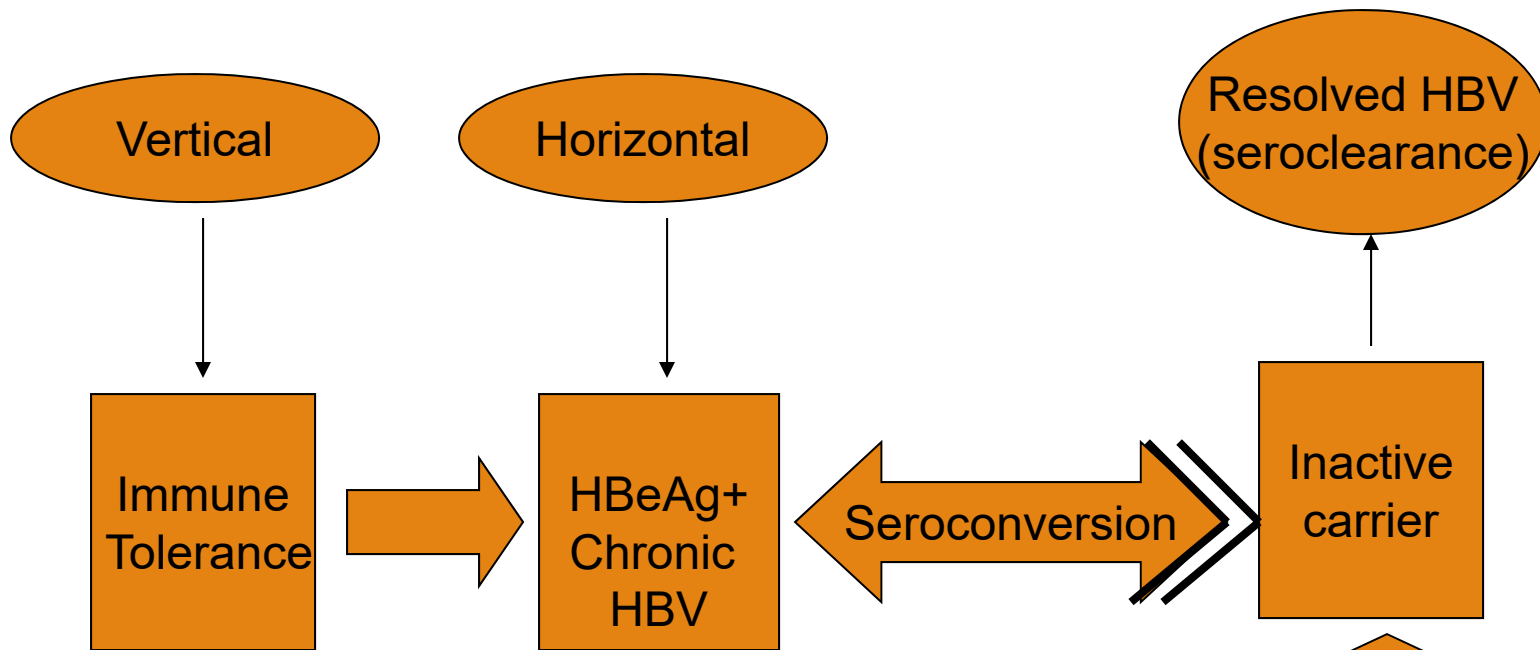 Vertical
Horizontal
Resolved HBV
(seroclearance)
Immune
Tolerance
HBeAg+
Chronic
HBV
Seroconversion
Inactive
carrier